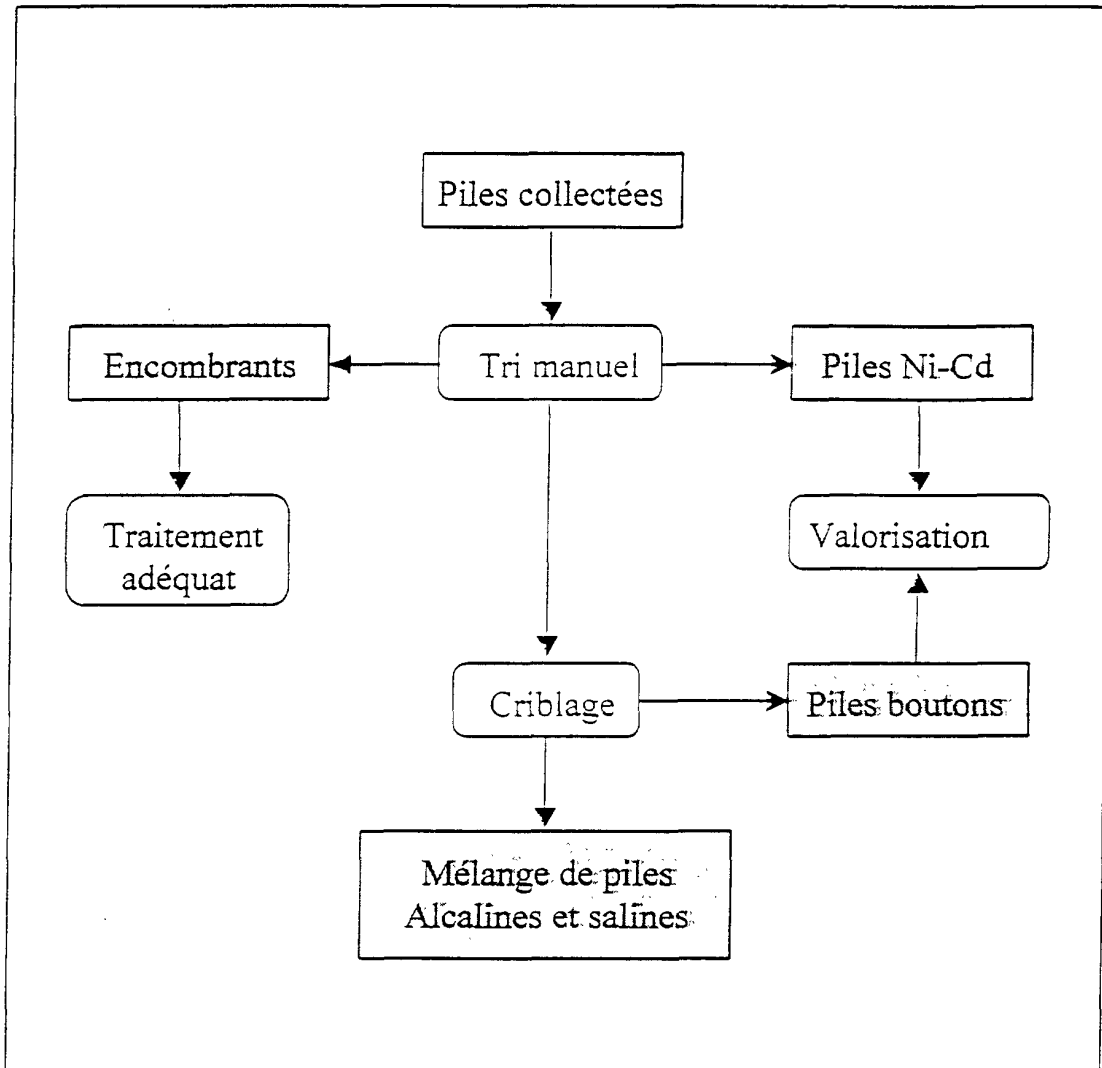 Piles collectées
Encombrants
Tri manuel
Piles Ni-Cd
Traitement
adéquat
Valorisation
Criblage
Piles boutons
Mélange de piles
Alcalines et salines